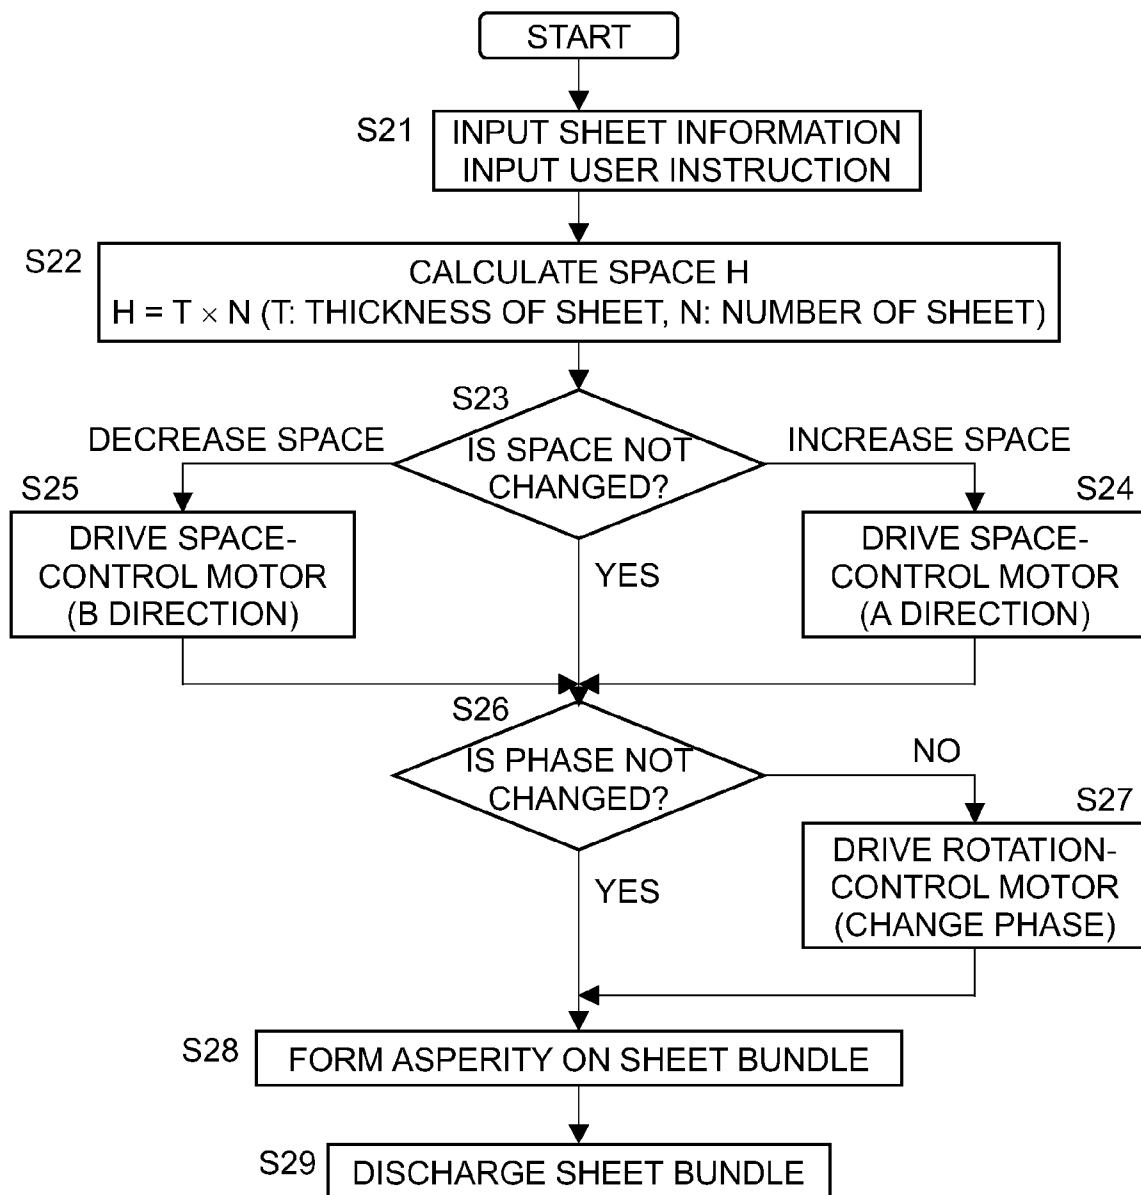 START
S21
INPUT SHEET INFORMATION
INPUT USER INSTRUCTION
S22
CALCULATE SPACE H
H = T × N (T: THICKNESS OF SHEET, N: NUMBER OF SHEET)
S23
IS SPACE NOT
CHANGED?
DECREASE SPACE
INCREASE SPACE
S25
DRIVE SPACE-
CONTROL MOTOR
(B DIRECTION)
YES
S24
DRIVE SPACE-
CONTROL MOTOR
(A DIRECTION)
S26
IS PHASE NOT
CHANGED?
NO
YES
S27
DRIVE ROTATION-
CONTROL MOTOR
(CHANGE PHASE)
S28
FORM ASPERITY ON SHEET BUNDLE
S29
DISCHARGE SHEET BUNDLE